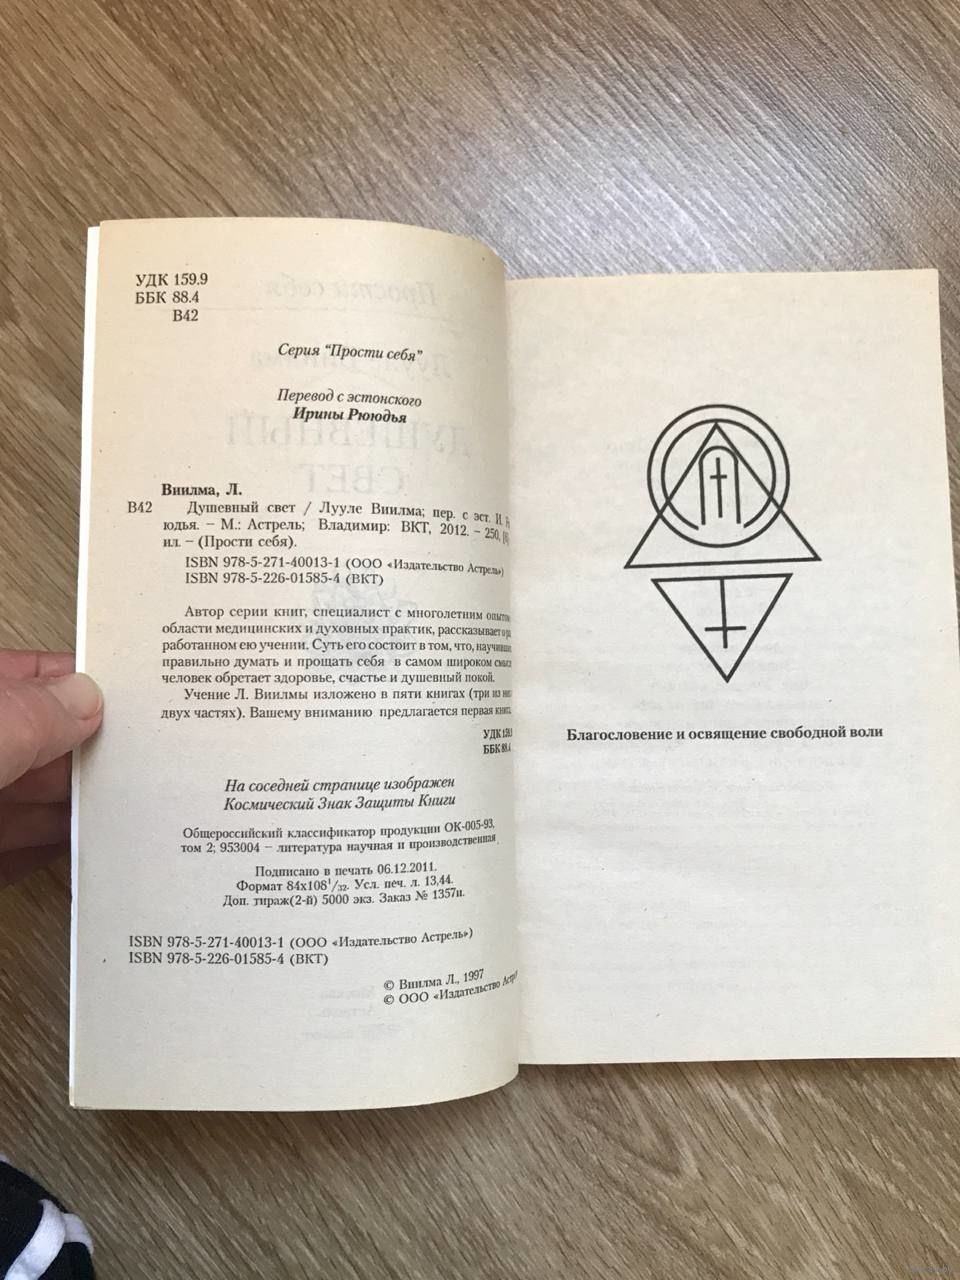 УДК 159.9
ББК 88.4
В42
Серия "Прости себя"
Перевод с эстонского
Ирины Рюдья
Виилма, Л.
В42 Душевный свет / Лууле Виилма; пер. с эст. И.
юдья. – М.: Астрель; Владимир: ВКТ, 2012. – 250,
ил. – (Прости себя).
ISBN 978-5-271-40013-1 (ООО «Издательство Астрель»)
ISBN 978-5-226-01585-4 (ВКТ)
Автор серии книг, специалист с многолетним опытом
области медицинских и духовных практик, рассказывает о
работанном ею учении. Суть его состоит в том, что,
правильно думать и прощать себя в самом широком
человек обретает здоровье, счастье и душевный покой.
Учение Л. Виилмы изложено в пяти книгах (три из
двух частях). Вашему вниманию предлагается первая
УДК 159.9
ББК 88.4
На соседней странице изображен
Космический Знак Защиты Книги
Общероссийский классификатор продукции ОК-005-93,
том 2; 953004 – литература научная и производственная
Подписано в печать 06.12.2011.
Формат 84х108¹/₃₂. Усл. печ. л. 13,44.
Доп. тираж(2-й) 5000 экз. Заказ № 1357п.
ISBN 978-5-271-40013-1 (ООО «Издательство Астрель»)
ISBN 978-5-226-01585-4 (ВКТ)
© Виилма Л., 1997
© ООО «Издательство
Благословение и освящение свободной воли